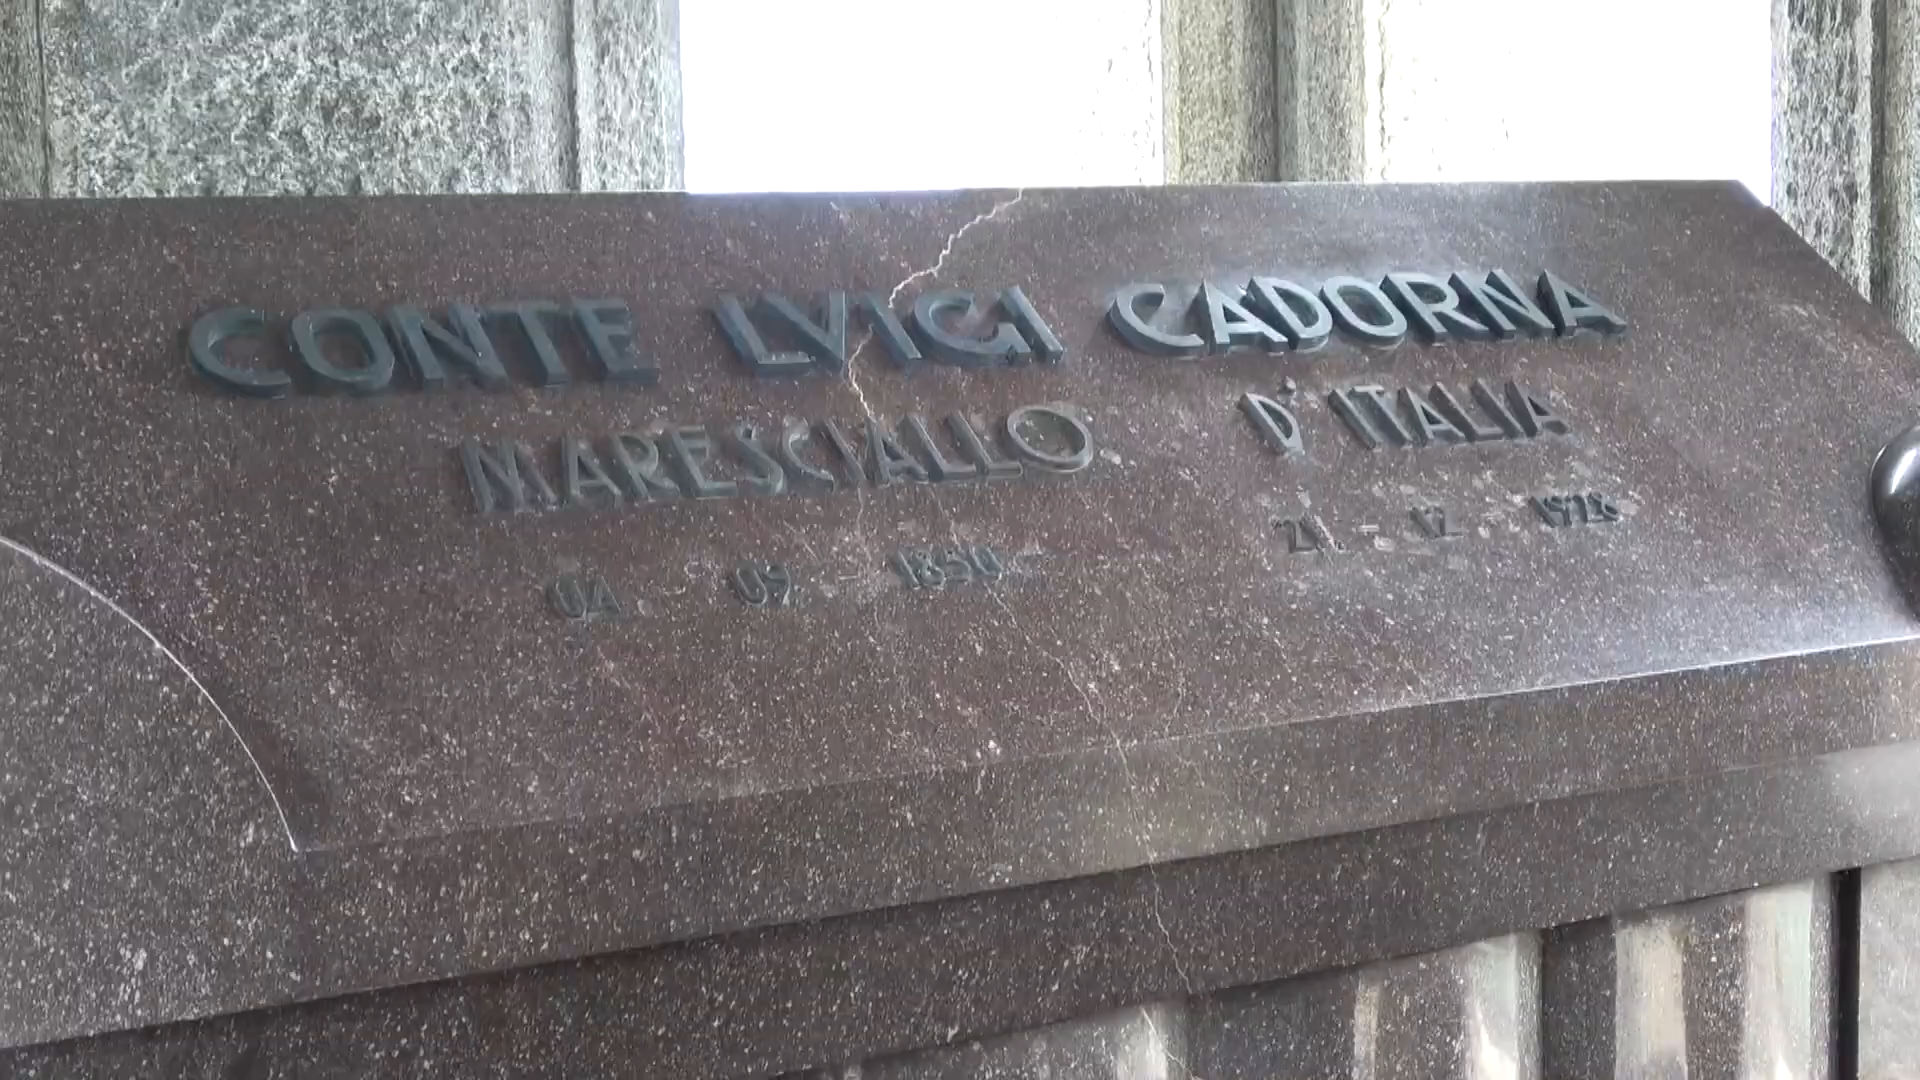 CONTE LVIGI CADORNA
MARESCIALLO D'ITALIA
04 - 09 - 1850 21 - 12 - 1928